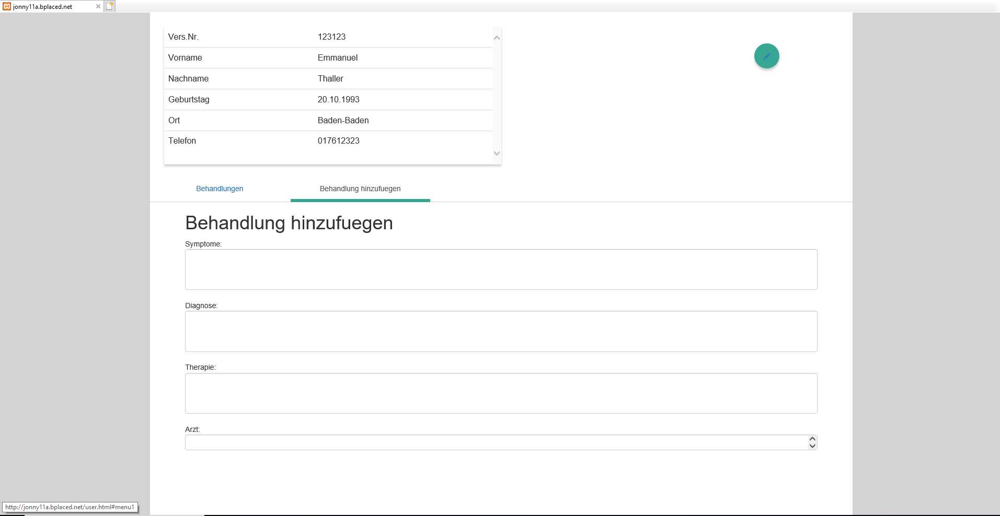 jonny11a.bplaced.net
Vers.Nr. 123123
Vorname Emmanuel
Nachname Thaller
Geburtstag 20.10.1993
Ort Baden-Baden
Telefon 017612323
Behandlungen Behandlung hinzufuegen
Behandlung hinzufuegen
Symptome:
Diagnose:
Therapie:
Arzt:
http://jonny11a.bplaced.net/user.html#menu1